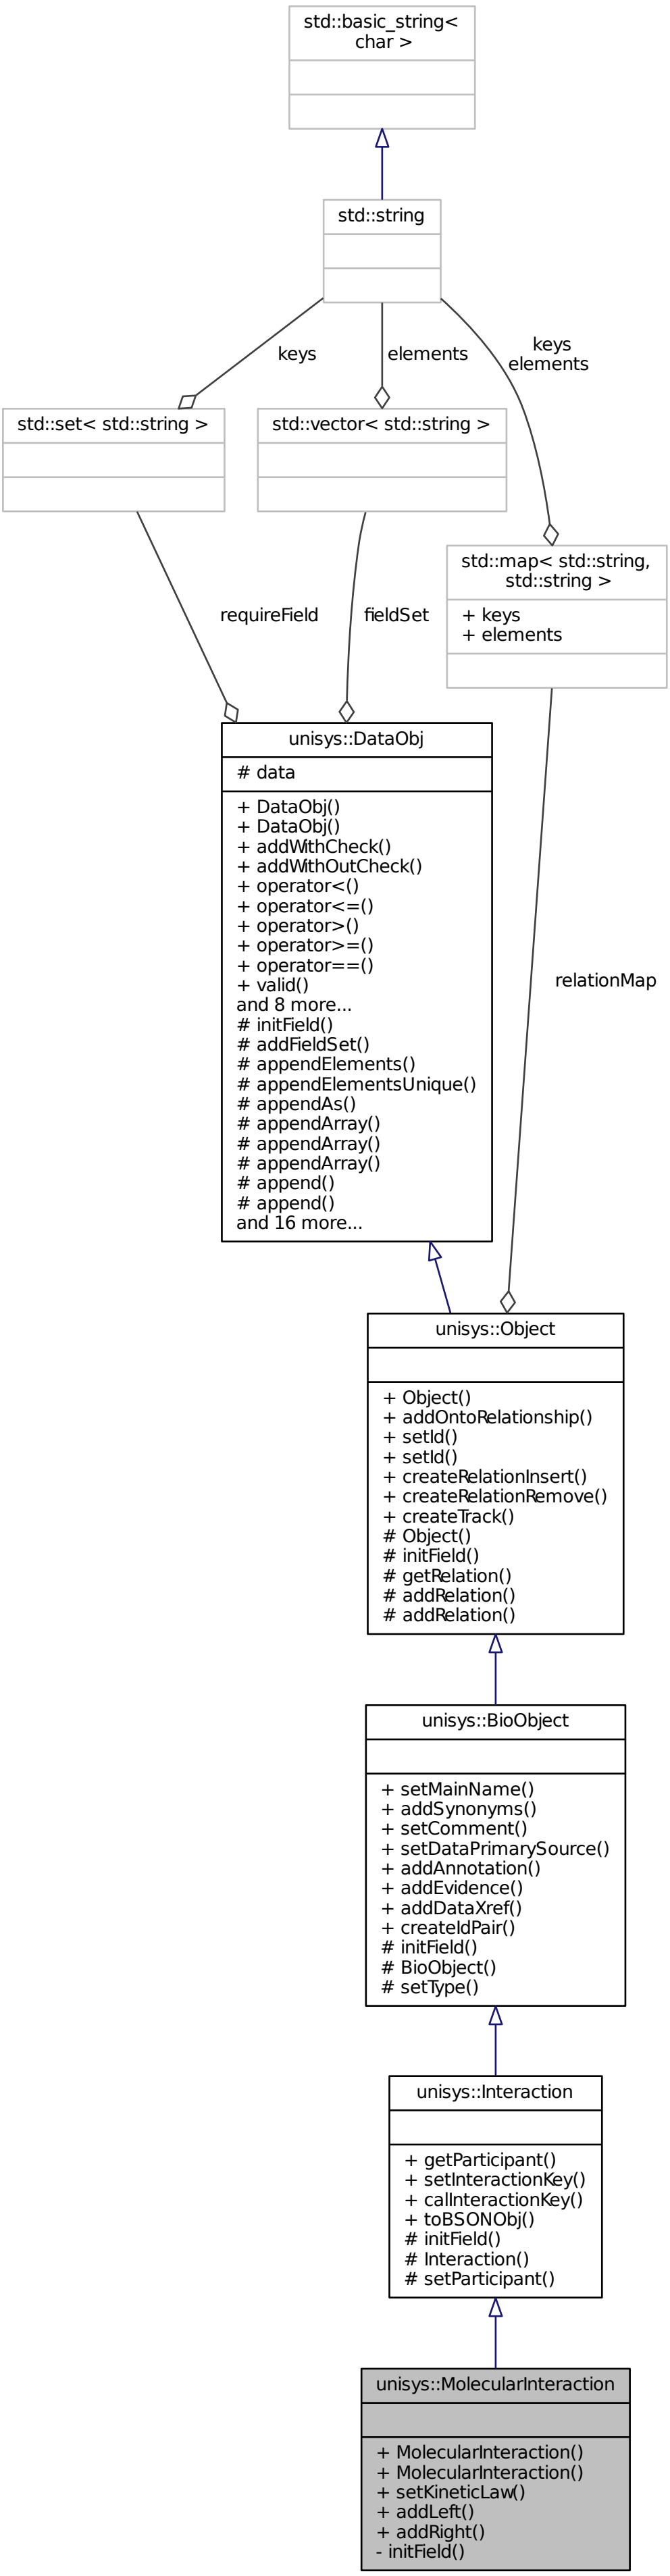 std::basic_string<
char >
std::string
keys
elements
keys
elements
std::set< std::string >
std::vector< std::string >
std::map< std::string,
std::string >
+ keys
+ elements
requireField
fieldSet
unisys::DataObj
# data
+ DataObj()
+ DataObj()
+ addWithCheck()
+ addWithOutCheck()
+ operator<()
+ operator<=()
+ operator>()
+ operator>=()
+ operator==()
+ valid()
and 8 more...
# initField()
# addFieldSet()
# appendElements()
# appendElementsUnique()
# appendAs()
# appendArray()
# appendArray()
# appendArray()
# append()
# append()
and 16 more...
relationMap
unisys::Object
+ Object()
+ addOntoRelationship()
+ setId()
+ setId()
+ createRelationInsert()
+ createRelationRemove()
+ createTrack()
# Object()
# initField()
# getRelation()
# addRelation()
# addRelation()
unisys::BioObject
+ setMainName()
+ addSynonyms()
+ setComment()
+ setDataPrimarySource()
+ addAnnotation()
+ addEvidence()
+ addDataXref()
+ createIdPair()
# initField()
# BioObject()
# setType()
unisys::Interaction
+ getParticipant()
+ setInteractionKey()
+ calInteractionKey()
+ toBSONObj()
# initField()
# Interaction()
# setParticipant()
unisys::MolecularInteraction
+ MolecularInteraction()
+ MolecularInteraction()
+ setKineticLaw()
+ addLeft()
+ addRight()
- initField()